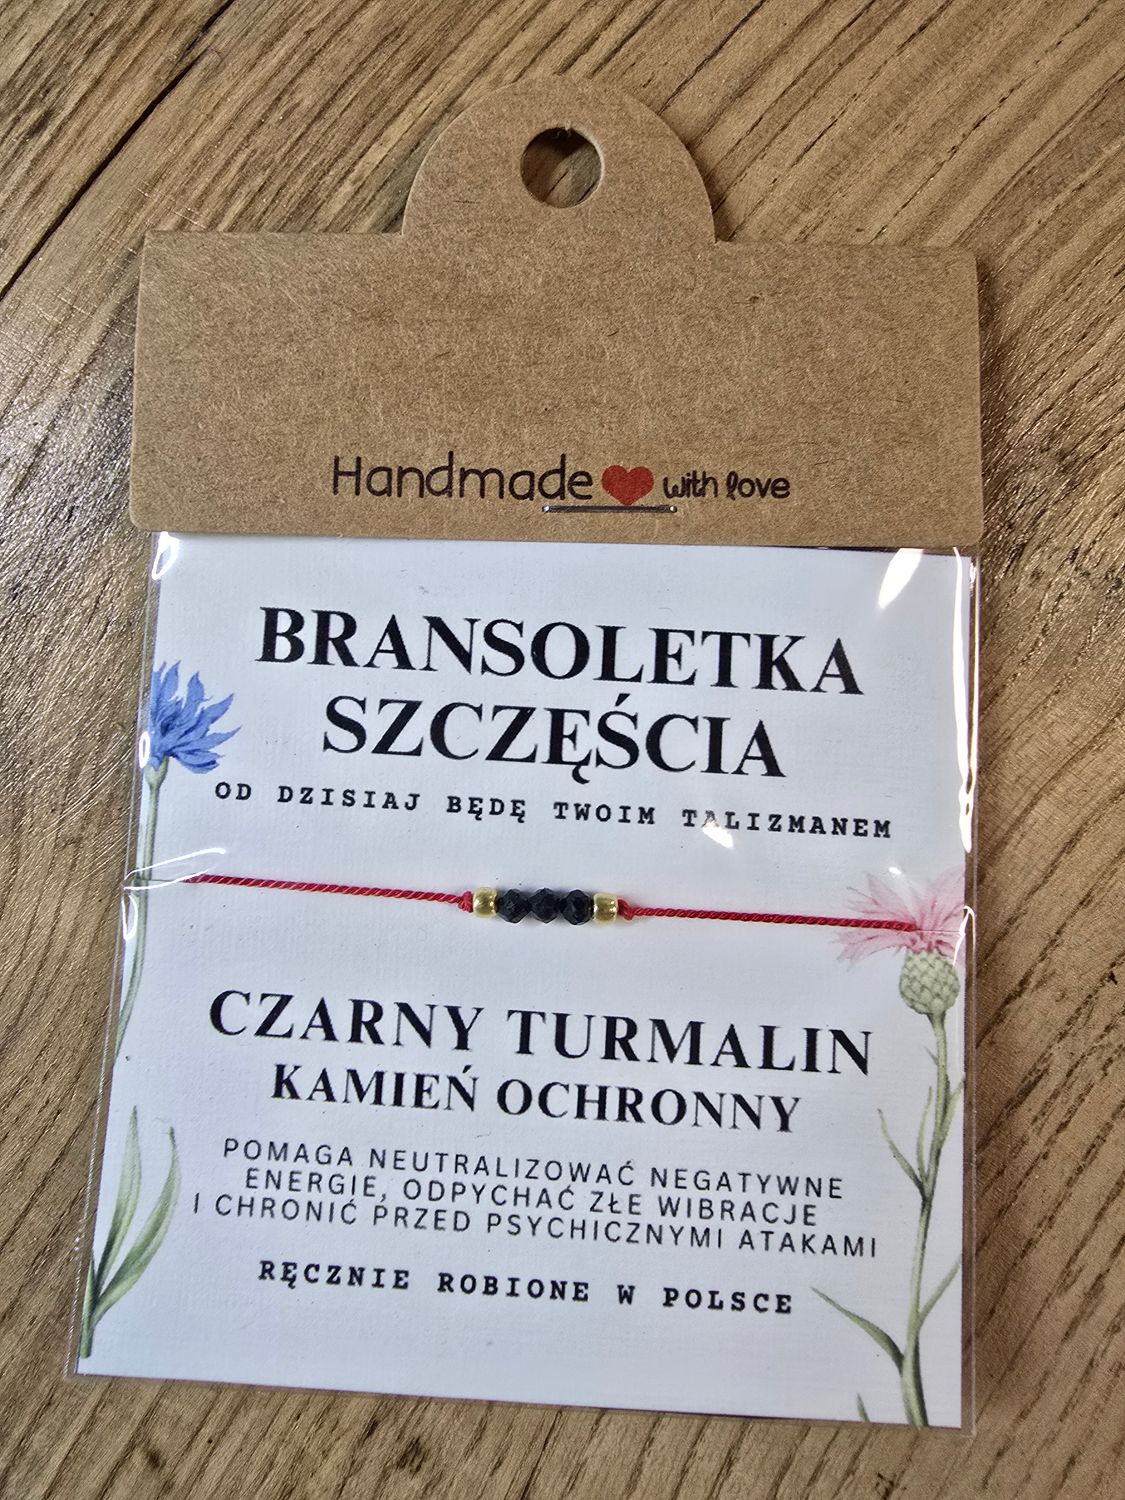 Handmade with love
BRANSOLETKA
SZCZĘŚCIA
OD DZISIAJ BĘDĘ TWOIM TALIZMANEM
CZARNY TURMALIN
KAMIEŃ OCHRONNY
POMAGA NEUTRALIZOWAĆ NEGATYWNE
ENERGIE, ODPYCHAĆ ZŁE WIBRACJE
I CHRONIĆ PRZED PSYCHICZNYMI ATAKAMI
RĘCZNIE ROBIONE W POLSCE